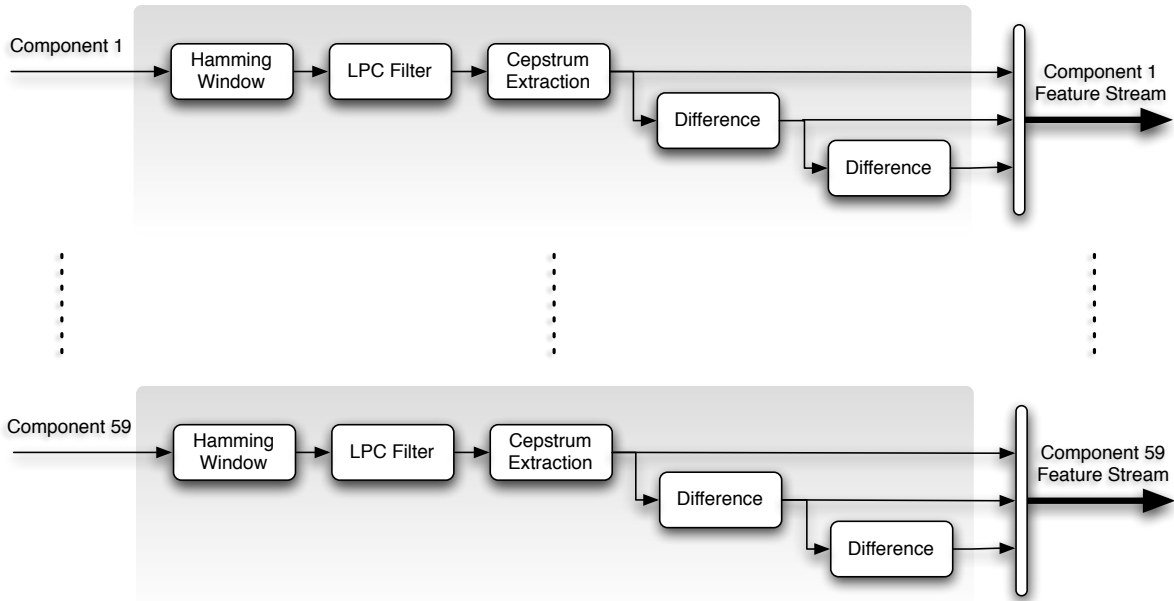 Component 1
Hamming
Window
LPC Filter
Cepstrum
Extraction
Difference
Difference
Component 1
Feature Stream
Component 59
Hamming
Window
LPC Filter
Cepstrum
Extraction
Difference
Difference
Component 59
Feature Stream